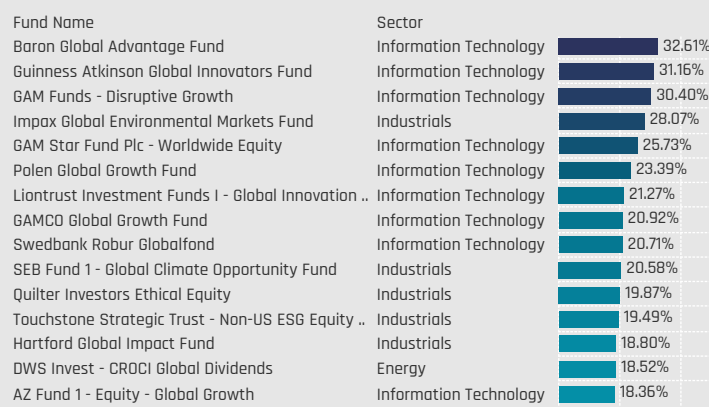 Fund Name Sector
Baron Global Advantage Fund Information Technology 32.61%
Guinness Atkinson Global Innovators Fund Information Technology 31.16%
GAM Funds - Disruptive Growth Information Technology 30.40%
Impax Global Environmental Markets Fund Industrials 28.07%
GAM Star Fund Plc - Worldwide Equity Information Technology 25.73%
Polen Global Growth Fund Information Technology 23.39%
Liontrust Investment Funds I - Global Innovation .. Information Technology 21.27%
GAMCO Global Growth Fund Information Technology 20.92%
Swedbank Robur Globalfond Information Technology 20.71%
SEB Fund 1 - Global Climate Opportunity Fund Industrials 20.58%
Quilter Investors Ethical Equity Industrials 19.87%
Touchstone Strategic Trust - Non-US ESG Equity .. Industrials 19.49%
Hartford Global Impact Fund Industrials 18.80%
DWS Invest - CROCI Global Dividends Energy 18.52%
AZ Fund 1 - Equity - Global Growth Information Technology 18.36%